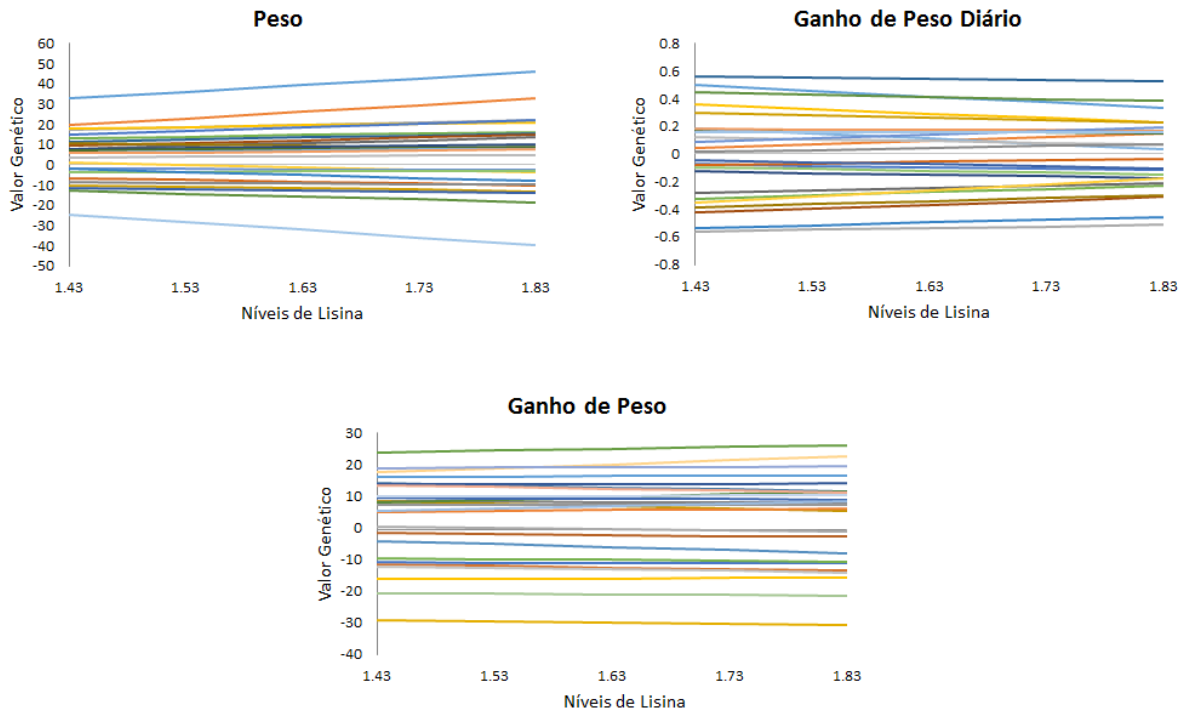 Peso
60
50
40
30
20
10
0
-10
-20
-30
-40
-50
Valor Genético
1.43 1.53 1.63 1.73 1.83
Níveis de Lisina
Ganho de Peso Diário
0.8
0.6
0.4
0.2
0
-0.2
-0.4
-0.6
-0.8
Valor Genético
1.43 1.53 1.63 1.73 1.83
Níveis de Lisina
Ganho de Peso
30
20
10
0
-10
-20
-30
-40
Valor Genético
1.43 1.53 1.63 1.73 1.83
Níveis de Lisina